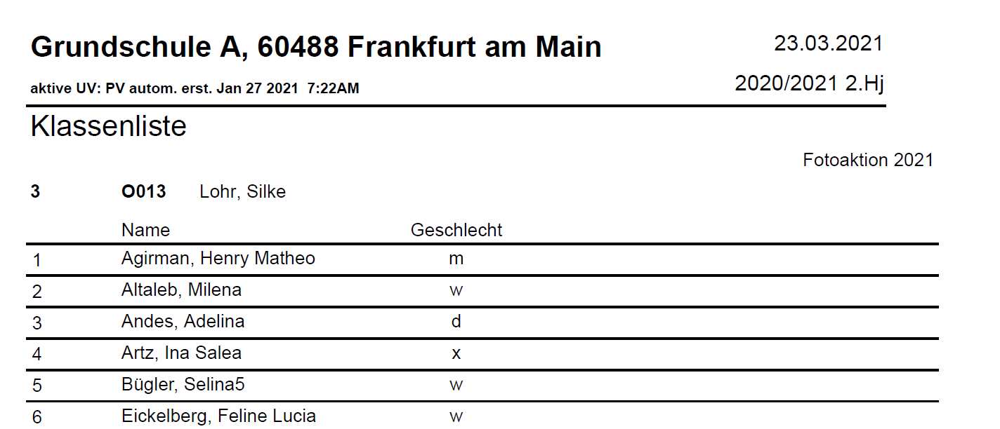 Grundschule A, 60488 Frankfurt am Main 23.03.2021
aktive UV: PV autom. erst. Jan 27 2021 7:22AM 2020/2021 2.Hj
Klassenliste
Fotoaktion 2021
3 O013 Lohr, Silke
Name Geschlecht
1 Agirman, Henry Matheo m
2 Altaleb, Milena w
3 Andes, Adelina d
4 Artz, Ina Salea x
5 Bügler, Selina5 w
6 Eickelberg, Feline Lucia w